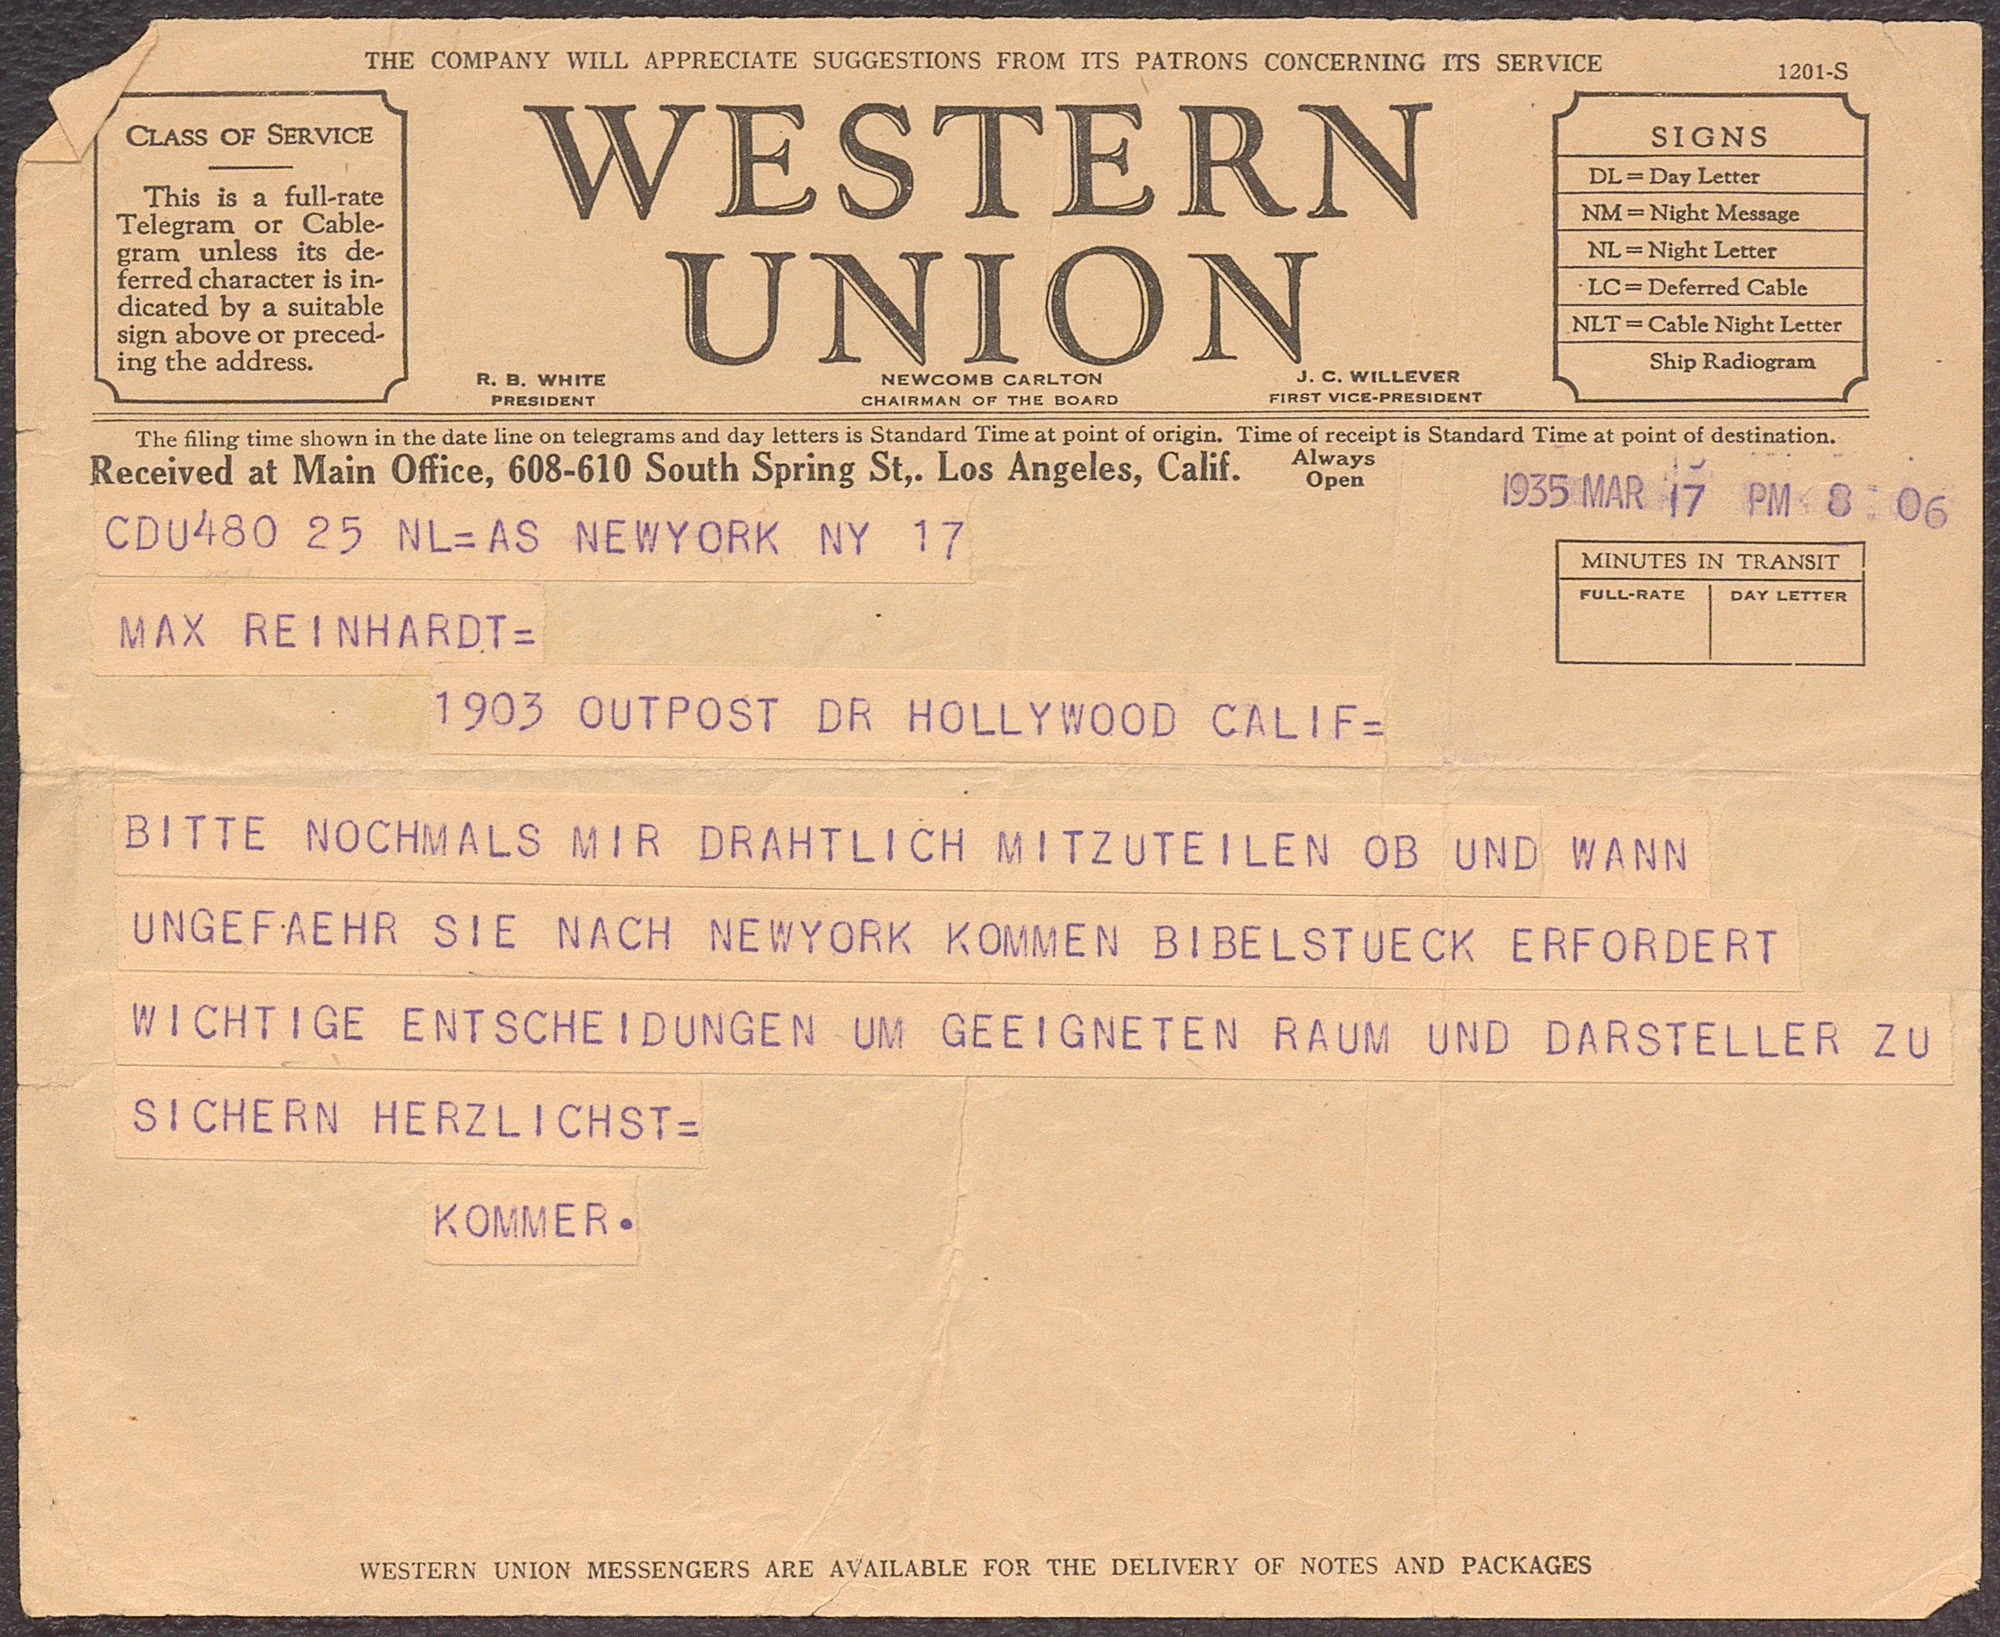 THE COMPANY WILL APPRECIATE SUGGESTIONS FROM ITS PATRONS CONCERNING ITS SERVICE
1201-S
CLASS OF SERVICE
This is a full-rate
Telegram or Cable-
gram unless its de-
ferred character is in-
dicated by a suitable
sign above or preced-
ing the address.
WESTERN
UNION
R. B. WHITE
PRESIDENT
NEWCOMB CARLTON
CHAIRMAN OF THE BOARD
J. C. WILLEVER
FIRST VICE-PRESIDENT
SIGNS
DL = Day Letter
NM = Night Message
NL = Night Letter
LC = Deferred Cable
NLT = Cable Night Letter
Ship Radiogram
The filing time shown in the date line on telegrams and day letters is Standard Time at point of origin. Time of receipt is Standard Time at point of destination.
Received at Main Office, 608-610 South Spring St,. Los Angeles, Calif.
Always
Open
1935 MAR 17 PM 8 : 06
CDU480 25 NL=AS NEWYORK NY 17
MINUTES IN TRANSIT
FULL-RATE
DAY LETTER
MAX REINHARDT=
1903 OUTPOST DR HOLLYWOOD CALIF=
BITTE NOCHMALS MIR DRAHTLICH MITZUTEILEN OB UND WANN
UNGEFAEHR SIE NACH NEWYORK KOMMEN BIBELSTUECK ERFORDERT
WICHTIGE ENTSCHEIDUNGEN UM GEEIGNETEN RAUM UND DARSTELLER ZU
SICHERN HERZLICHST=
KOMMER.
WESTERN UNION MESSENGERS ARE AVAILABLE FOR THE DELIVERY OF NOTES AND PACKAGES